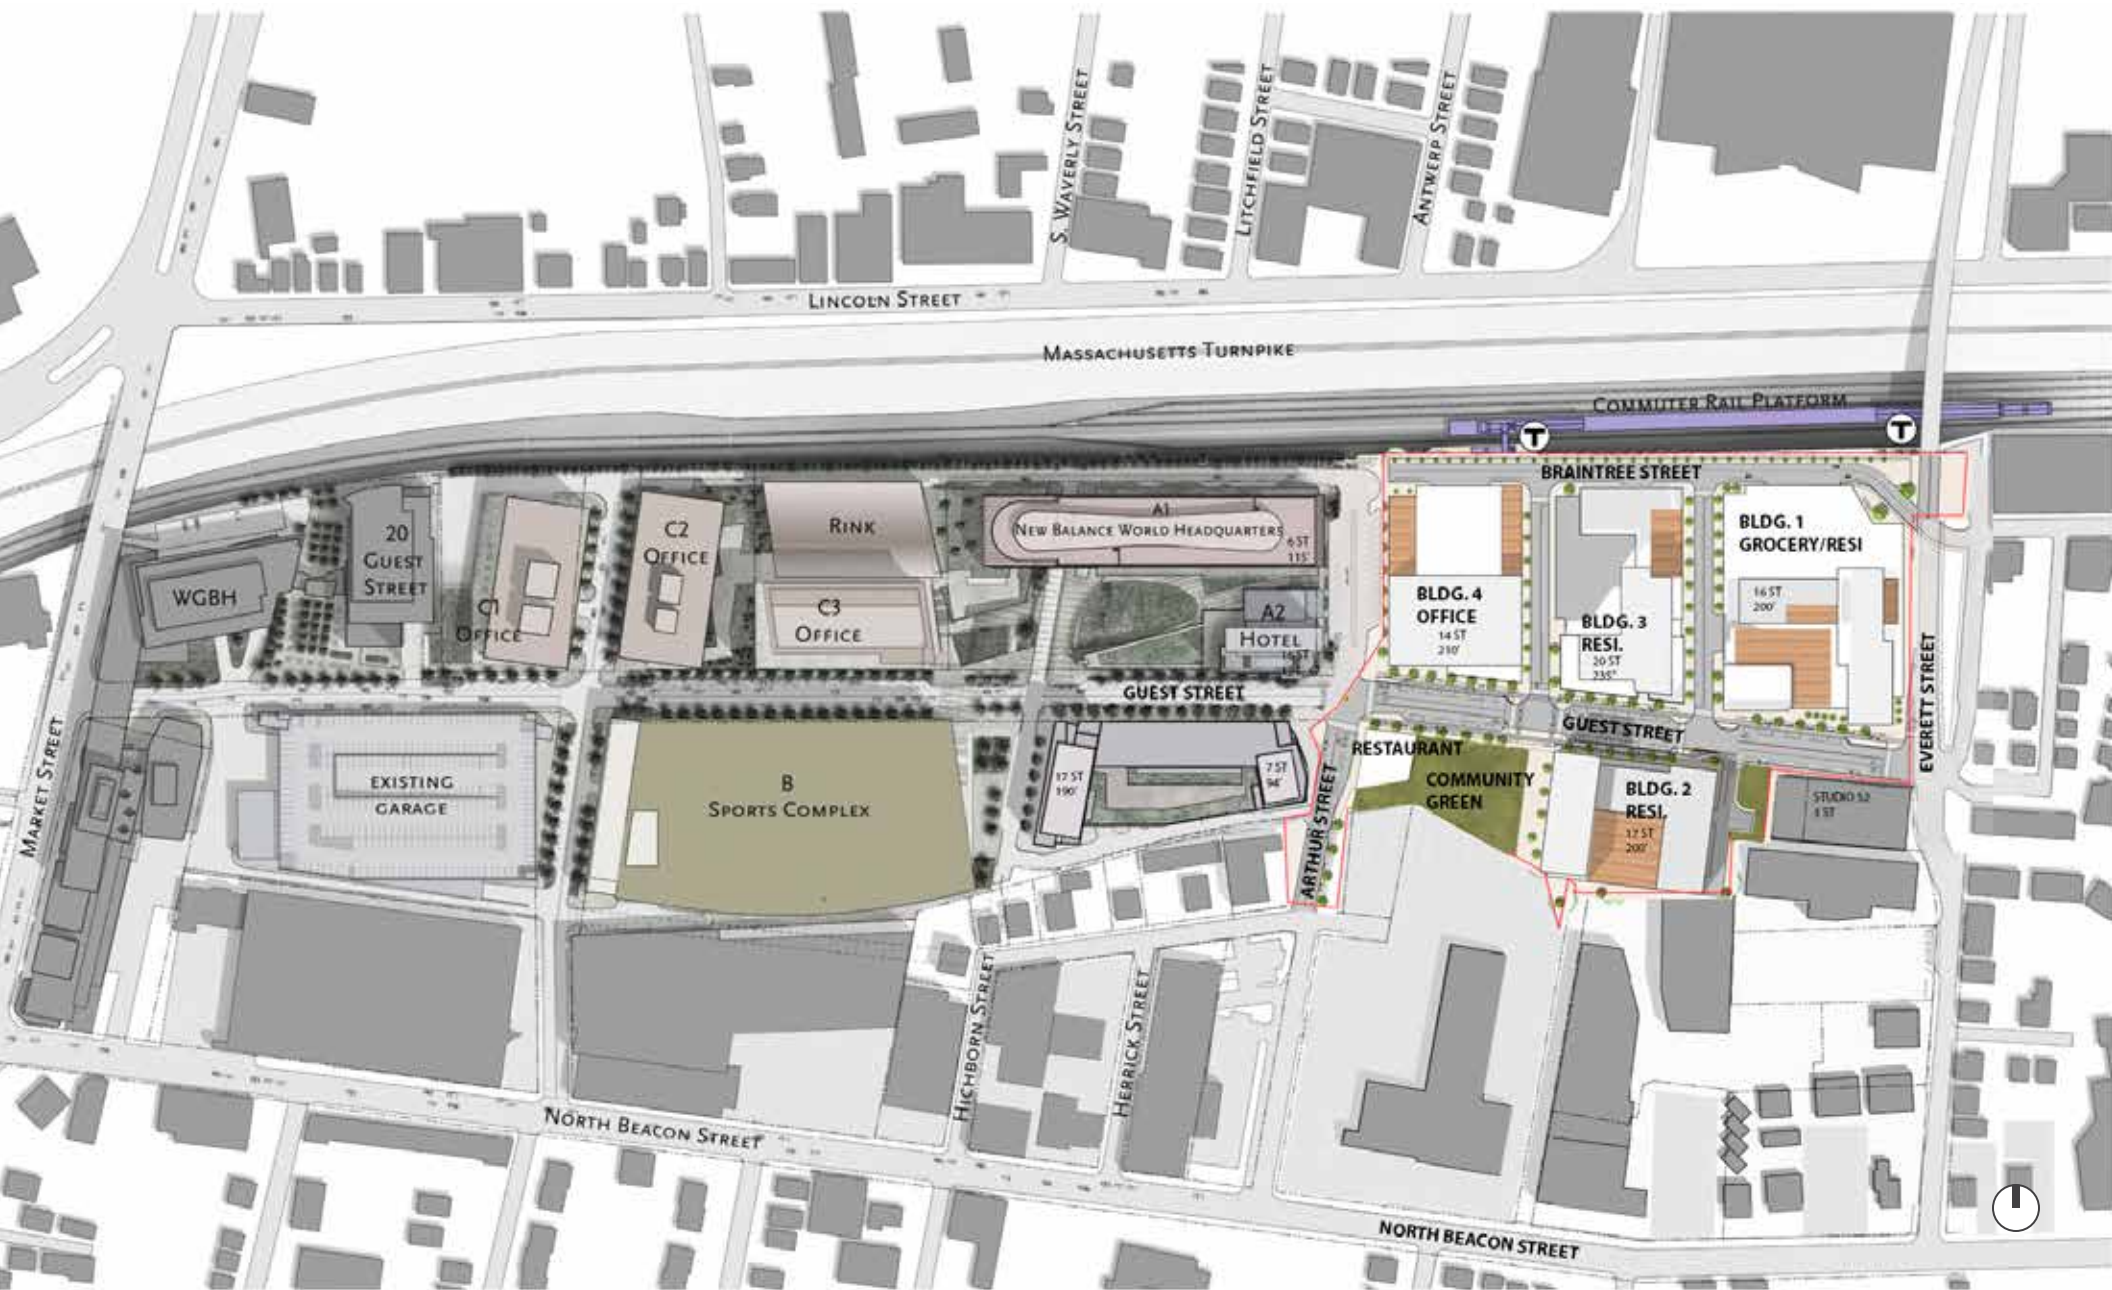 S. WAVERLY STREET
LITCHFIELD STREET
ANTWERP STREET
LINCOLN STREET
MASSACHUSETTS TURNPIKE
COMMUTER RAIL PLATFORM
T
T
BRAINTREE STREET
WGBH
20
GUEST
STREET
C1
OFFICE
C2
OFFICE
RINK
C3
OFFICE
A1
NEW BALANCE WORLD HEADQUARTERS
6 ST
115'
A2
HOTEL
BLDG. 4
OFFICE
14 ST
210'
BLDG. 3
RESI.
20 ST
235'
BLDG. 1
GROCERY/RESI
16 ST
200'
GUEST STREET
GUEST STREET
EVERETT STREET
MARKET STREET
EXISTING
GARAGE
B
SPORTS COMPLEX
17 ST
190'
7 ST
94'
ARTHUR STREET
RESTAURANT
COMMUNITY
GREEN
BLDG. 2
RESI.
17 ST
200'
STUDIO 52
HICHBORN STREET
HERRICK STREET
NORTH BEACON STREET
NORTH BEACON STREET